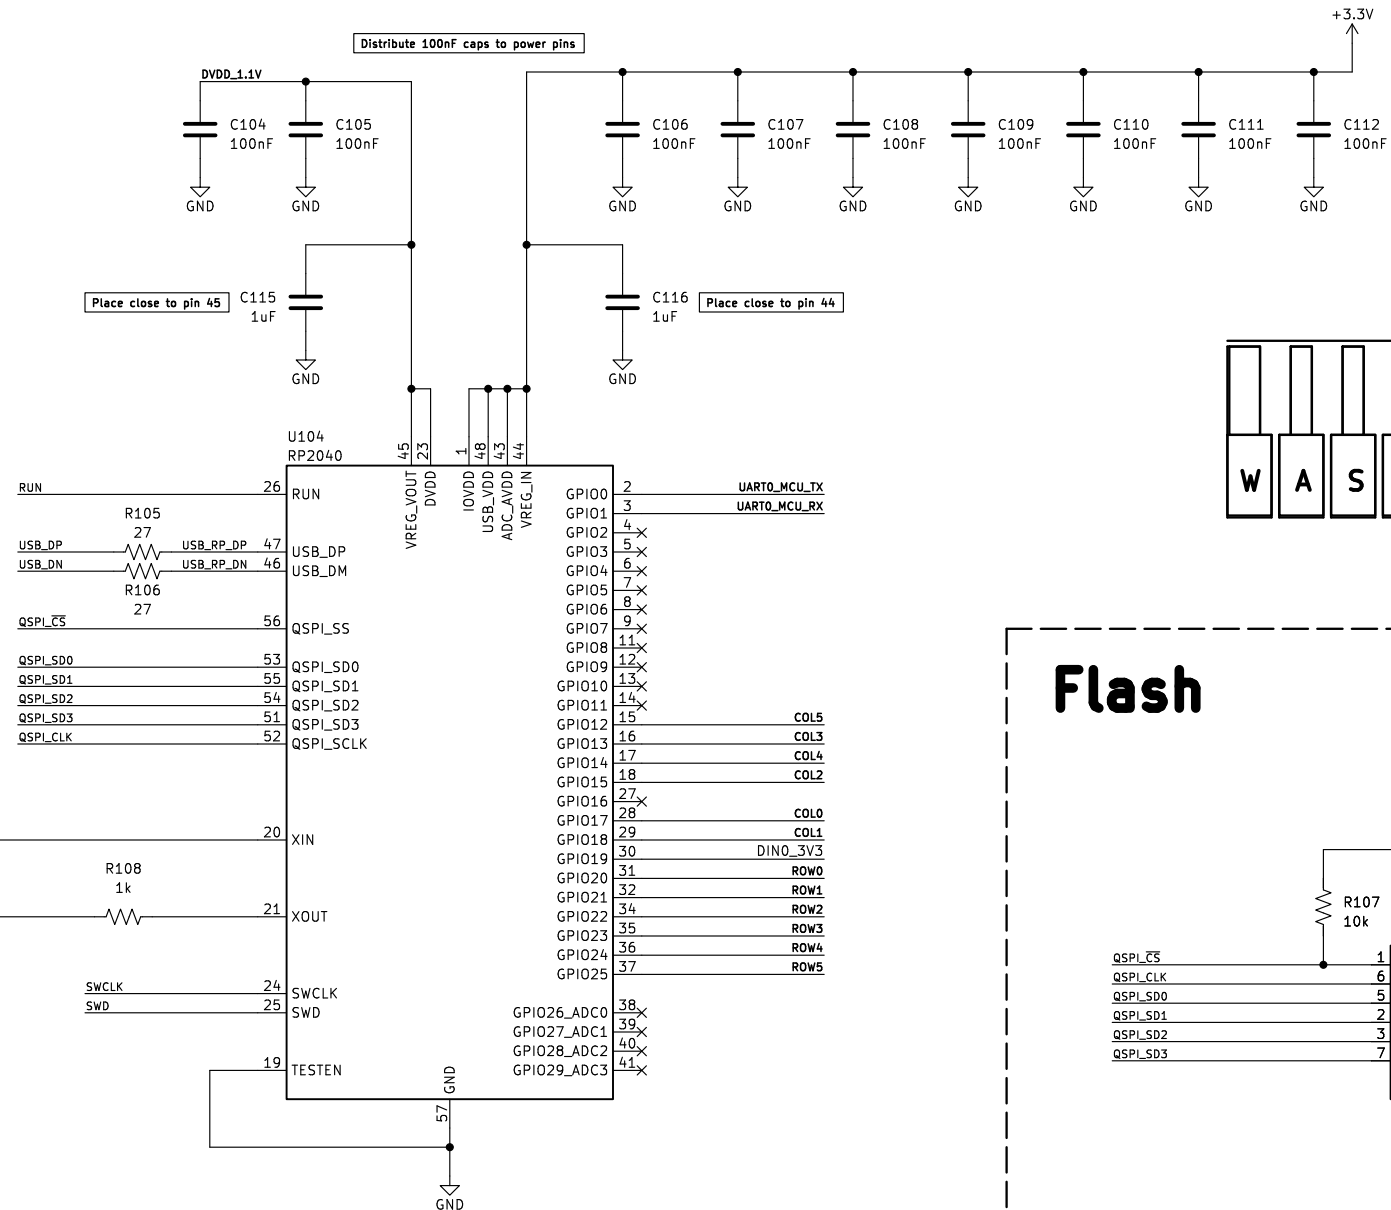 +3.3V
Distribute 100nF caps to power pins
DVDD_1.1V
C104
100nF
C105
100nF
C106
100nF
C107
100nF
C108
100nF
C109
100nF
C110
100nF
C111
100nF
C112
100nF
GND
GND
GND
GND
GND
GND
GND
GND
GND
Place close to pin 45
C115
1uF
C116
1uF
Place close to pin 44
GND
GND
U104
RP2040
45
23
1
48
43
44
VREG_VOUT
DVDD
IOVDD
USB_VDD
ADC_AVDD
VREG_IN
W
A
S
RUN
26
RUN
R105
27
USB_DP
USB_RP_DP
47
USB_DP
USB_DN
USB_RP_DN
46
USB_DM
R106
27
QSPI_CS
56
QSPI_SS
QSPI_SD0
53
QSPI_SD0
QSPI_SD1
55
QSPI_SD1
QSPI_SD2
54
QSPI_SD2
QSPI_SD3
51
QSPI_SD3
QSPI_CLK
52
QSPI_SCLK
20
XIN
R108
1k
21
XOUT
SWCLK
24
SWCLK
SWD
25
SWD
19
TESTEN
GND
57
GND
GPIO0
2
UART0_MCU_TX
GPIO1
3
UART0_MCU_RX
GPIO2
4
GPIO3
5
GPIO4
6
GPIO5
7
GPIO6
8
GPIO7
9
GPIO8
11
GPIO9
12
GPIO10
13
GPIO11
14
GPIO12
15
COL5
GPIO13
16
COL3
GPIO14
17
COL4
GPIO15
18
COL2
GPIO16
27
GPIO17
28
COL0
GPIO18
29
COL1
GPIO19
30
DIN0_3V3
GPIO20
31
ROW0
GPIO21
32
ROW1
GPIO22
34
ROW2
GPIO23
35
ROW3
GPIO24
36
ROW4
GPIO25
37
ROW5
GPIO26_ADC0
38
GPIO27_ADC1
39
GPIO28_ADC2
40
GPIO29_ADC3
41
Flash
R107
10k
QSPI_CS
1
QSPI_CLK
6
QSPI_SD0
5
QSPI_SD1
2
QSPI_SD2
3
QSPI_SD3
7